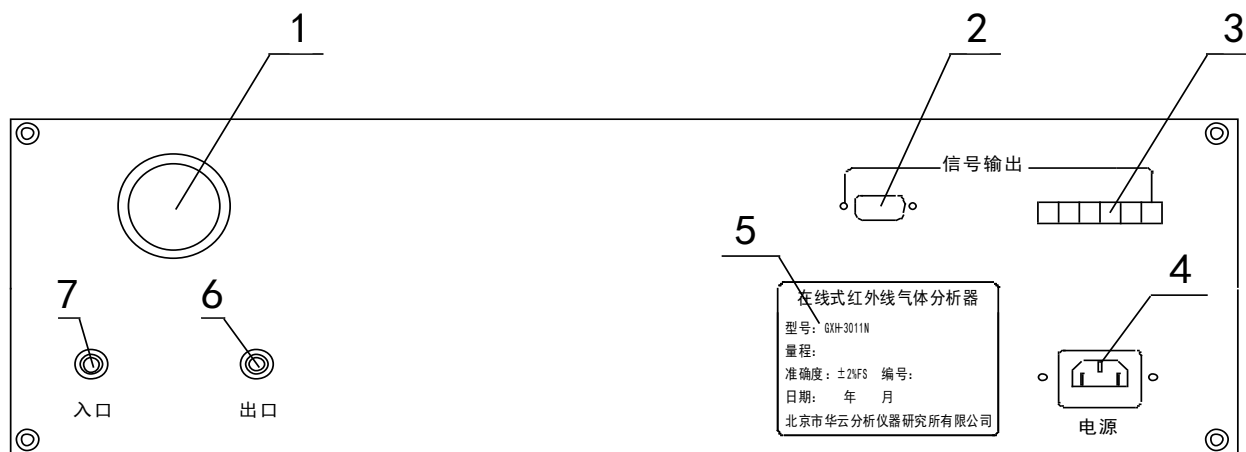 1
2
3
信号输出
5
4
7
6
在线式红外线气体分析器
型号: GXH-3011N
量程:
准确度: ±2%FS 编号:
日期: 年 月
北京市华云分析仪器研究所有限公司
入口
出口
电源